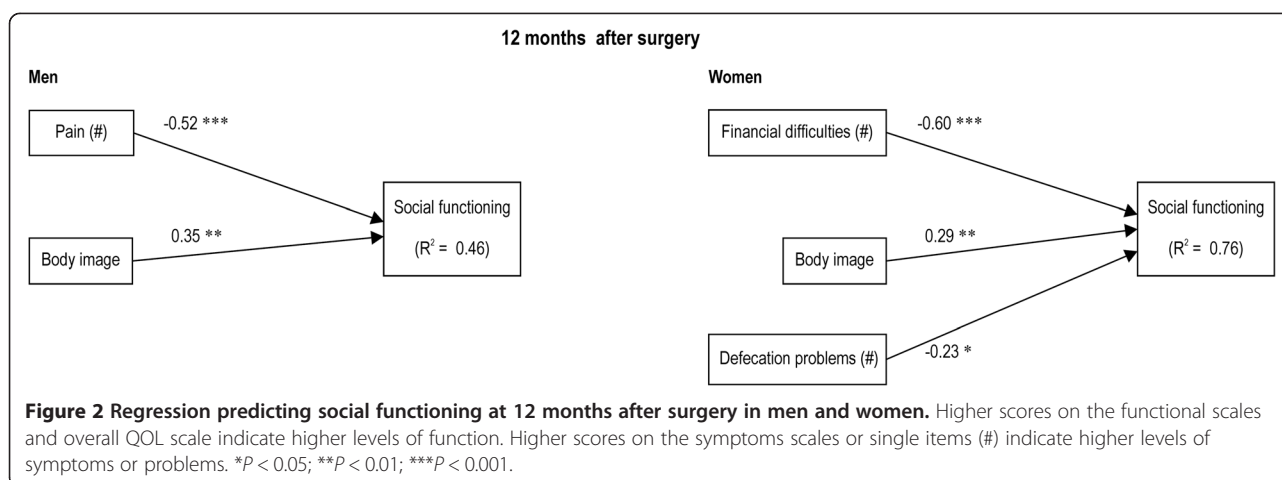 12 months after surgery
Men
Pain (#)
-0.52 ***
Body image
0.35 **
Social functioning
(R² = 0.46)
Women
Financial difficulties (#)
-0.60 ***
Body image
0.29 **
Defecation problems (#)
-0.23 *
Social functioning
(R² = 0.76)
Figure 2 Regression predicting social functioning at 12 months after surgery in men and women. Higher scores on the functional scales
and overall QOL scale indicate higher levels of function. Higher scores on the symptoms scales or single items (#) indicate higher levels of
symptoms or problems. *P < 0.05; **P < 0.01; ***P < 0.001.